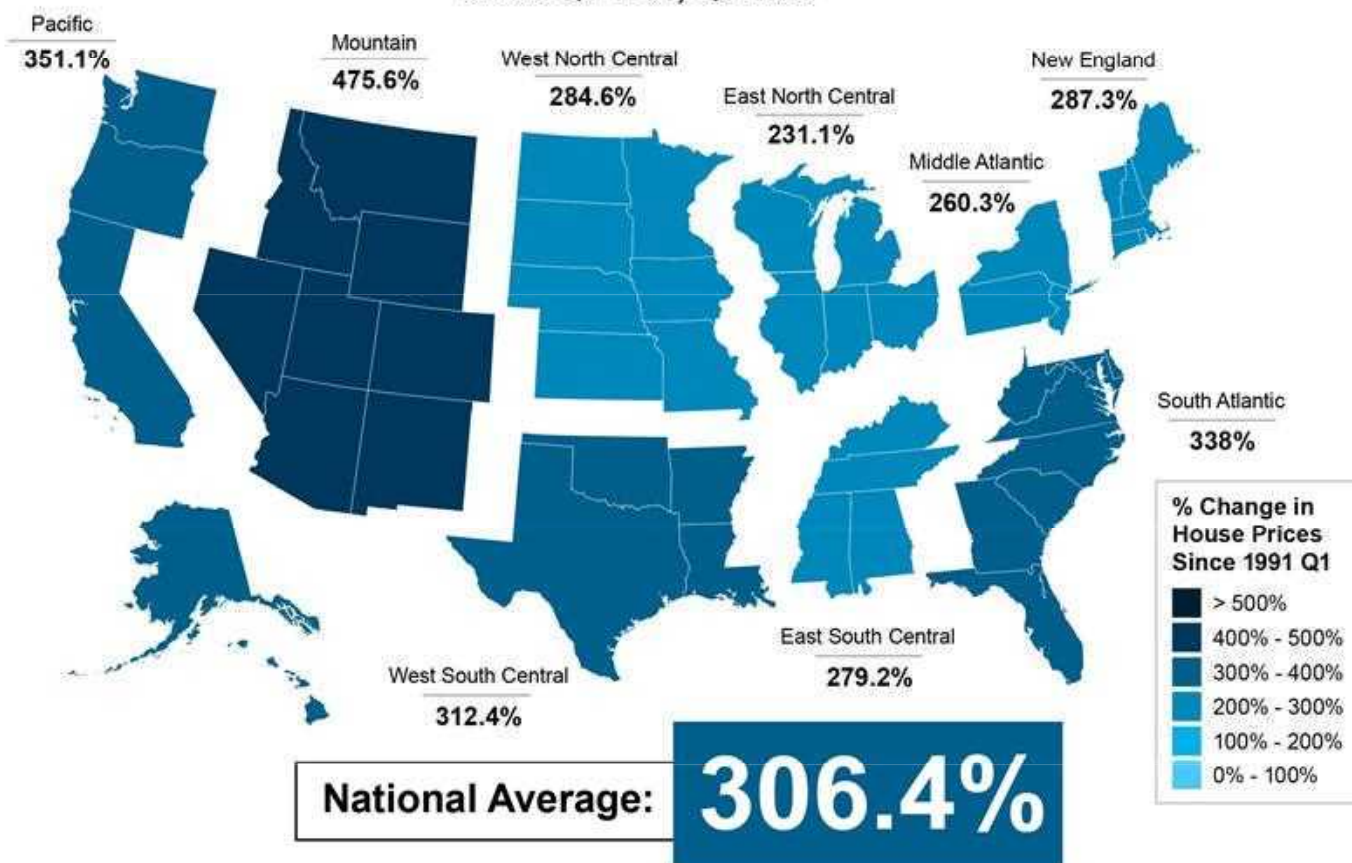 Pacific
351.1%
Mountain
475.6%
West North Central
284.6%
East North Central
231.1%
New England
287.3%
Middle Atlantic
260.3%
South Atlantic
338%
% Change in
House Prices
Since 1991 Q1
> 500%
400% - 500%
300% - 400%
200% - 300%
100% - 200%
0% - 100%
East South Central
279.2%
West South Central
312.4%
National Average:
306.4%